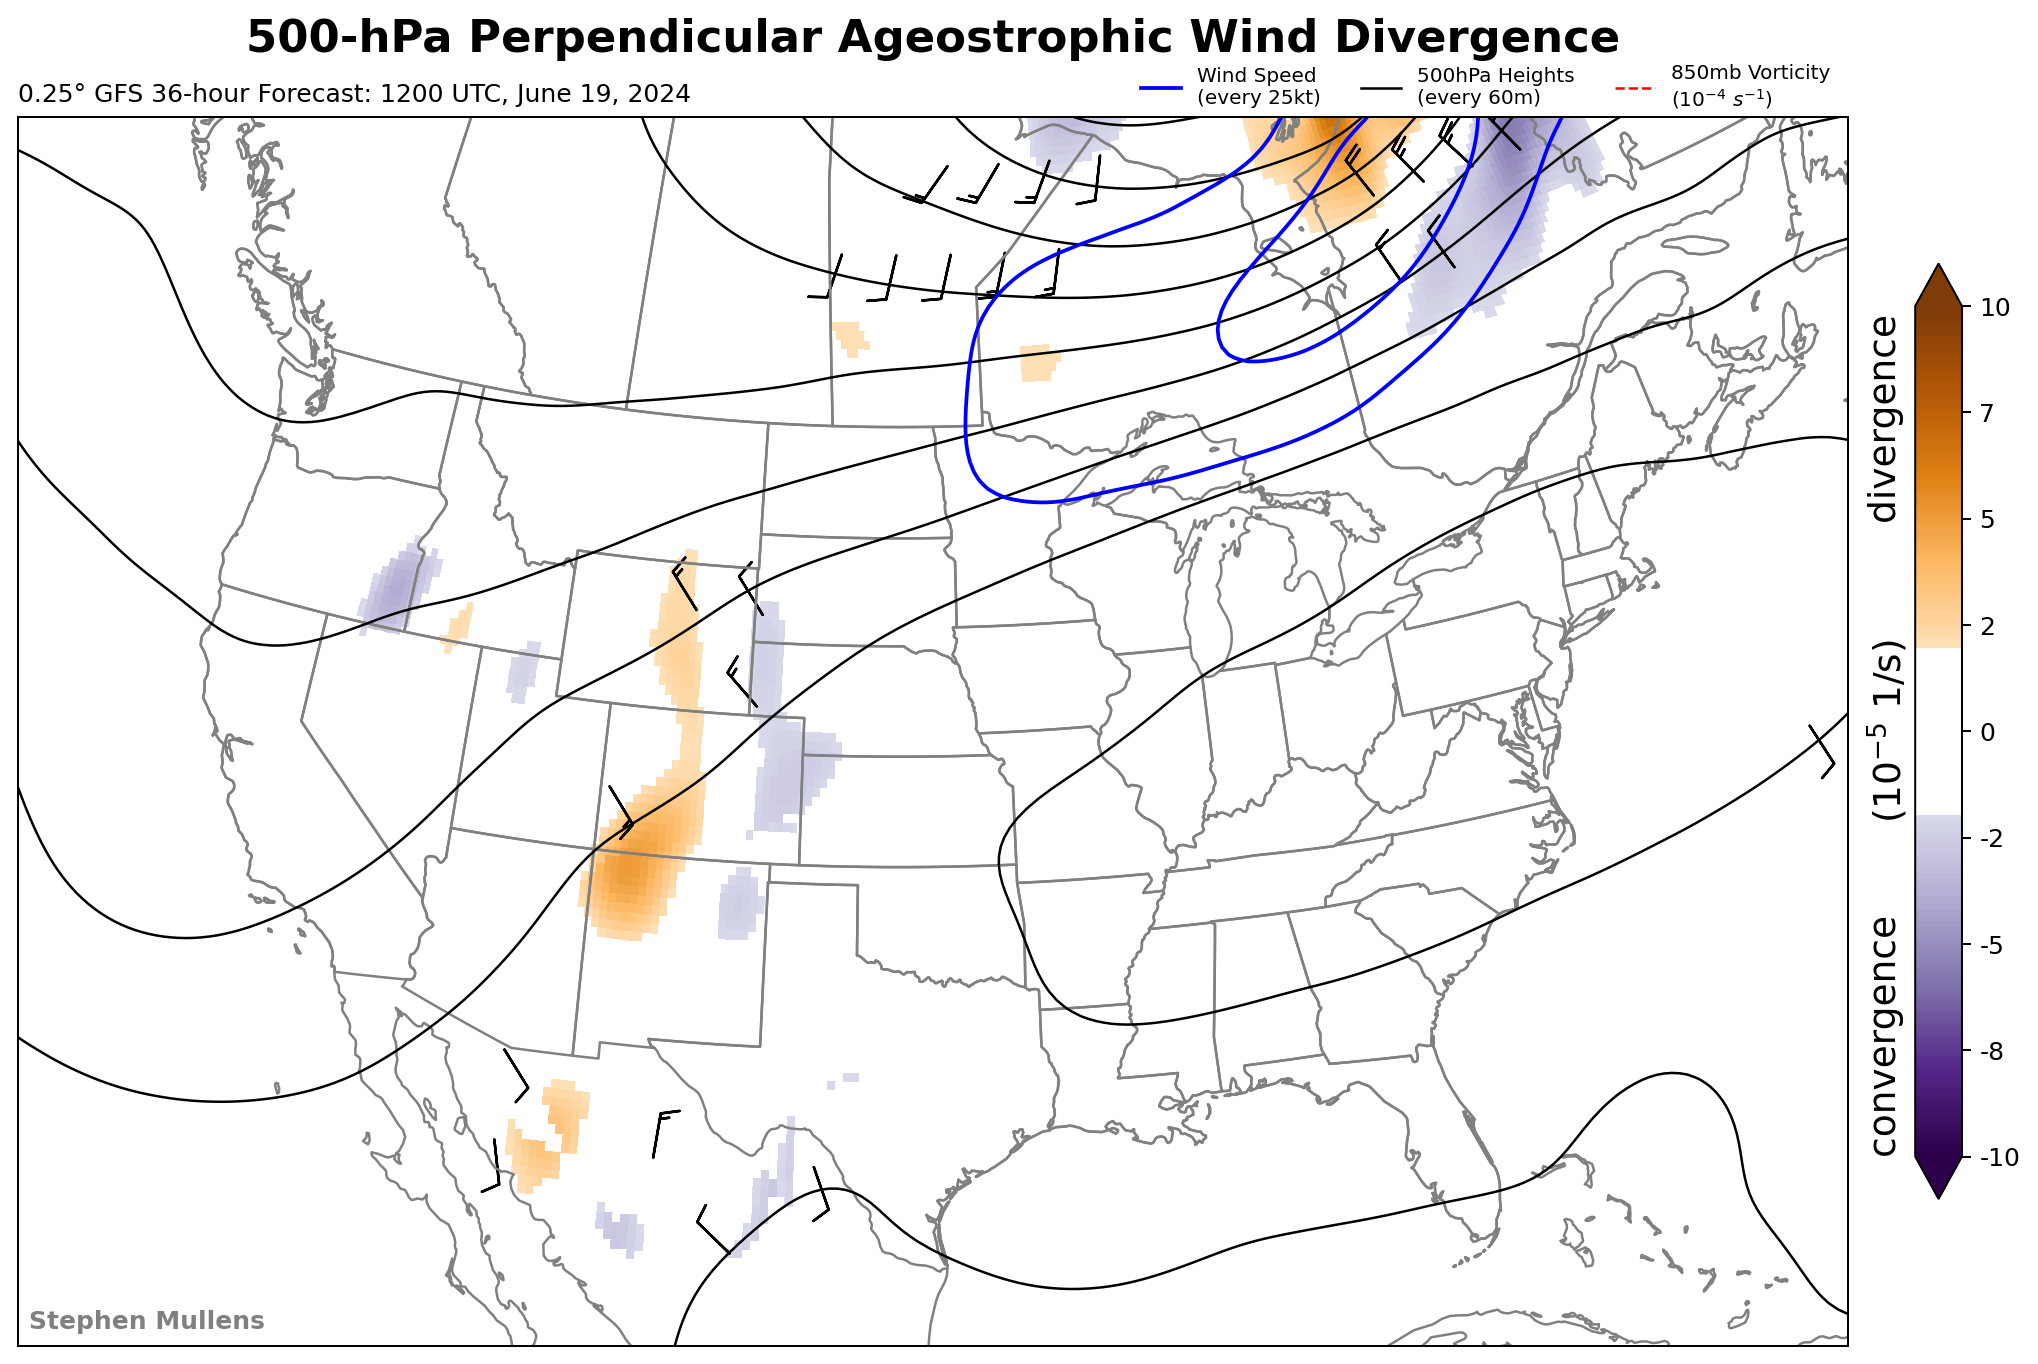 500-hPa Perpendicular Ageostrophic Wind Divergence
0.25° GFS 36-hour Forecast: 1200 UTC, June 19, 2024
Wind Speed
(every 25kt)
500hPa Heights
(every 60m)
850mb Vorticity
(10⁻⁴ s⁻¹)
10
7
5
2
0
-2
-5
-8
-10
convergence (10⁻⁵ 1/s) divergence
Stephen Mullens